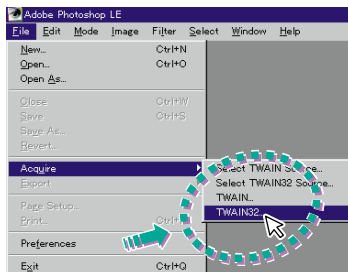 Adobe Photoshop LE
File Edit Mode Image Filter Select Window Help
New... Ctrl+N
Open... Ctrl+O
Open As...
Close Ctrl+W
Save Ctrl+S
Save As...
Revert...
Acquire
Select TWAIN Source...
Export
Select TWAIN32 Source...
TWAIN...
Page Setup...
TWAIN32...
Print...
Preferences
Exit Ctrl+Q